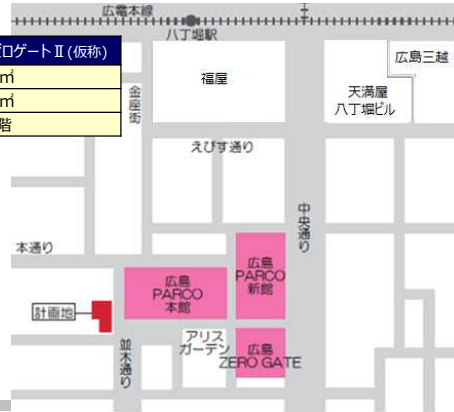 広電本線
八丁堀駅
ロゲートⅡ(仮称)
㎡
㎡
階
金座街
福屋
広島三越
天満屋
八丁堀ビル
えびす通り
中央通り
本通り
広島
PARCO
本館
広島
PARCO
新館
計画地
並木通り
アリス
ガーデン
広島
ZERO GATE